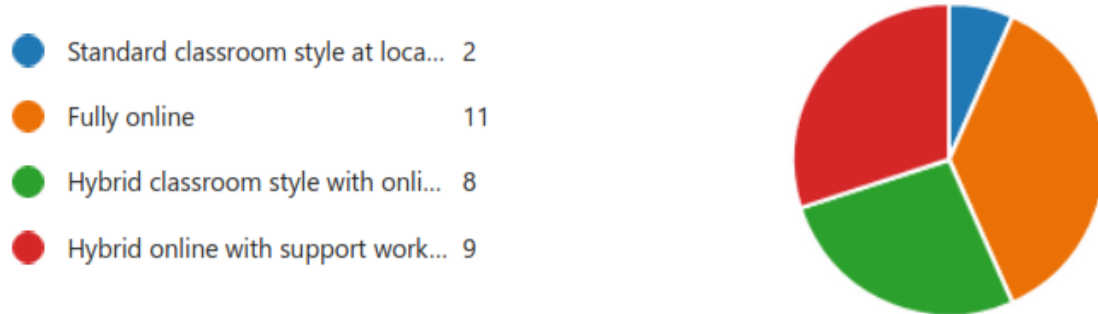 Standard classroom style at loca... 2
Fully online 11
Hybrid classroom style with onli... 8
Hybrid online with support work... 9